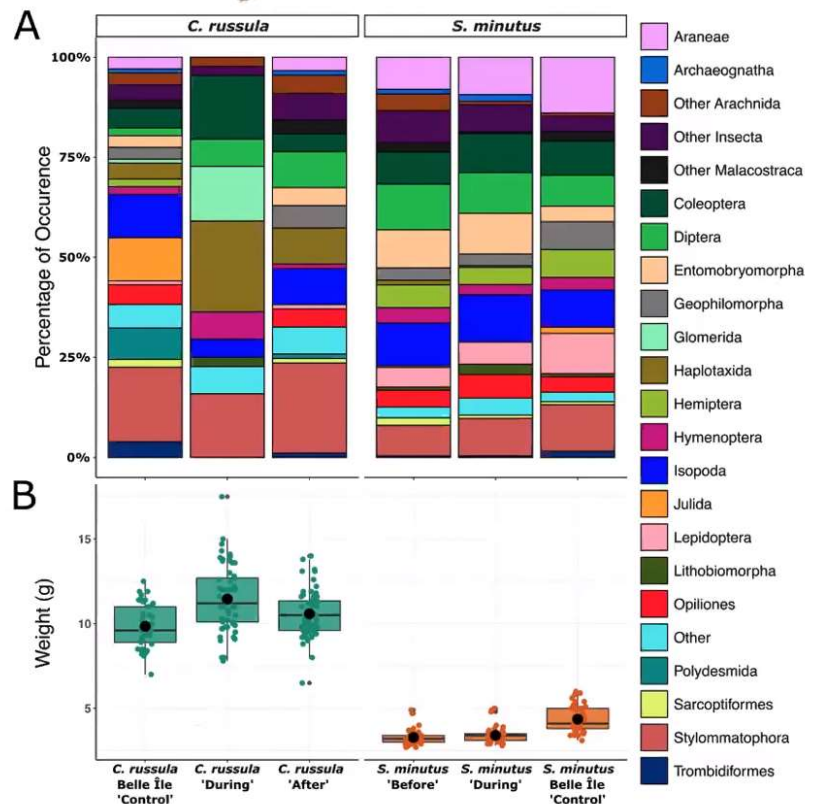 A
C. russula
S. minutus
Percentage of Occurence
100%
75%
50%
25%
0%
Araneae
Archaeognatha
Other Arachnida
Other Insecta
Other Malacostraca
Coleoptera
Diptera
Entomobryomorpha
Geophilomorpha
Glomerida
Haplotaxida
Hemiptera
Hymenoptera
Isopoda
Julida
Lepidoptera
Lithobiomorpha
Opiliones
Other
Polydesmida
Sarcoptiformes
Stylommatophora
Trombidiformes
B
Weight (g)
15
10
5
C. russula
Belle Île
'Control'
C. russula
'During'
C. russula
'After'
S. minutus
'Before'
S. minutus
'During'
S. minutus
Belle Île
'Control'